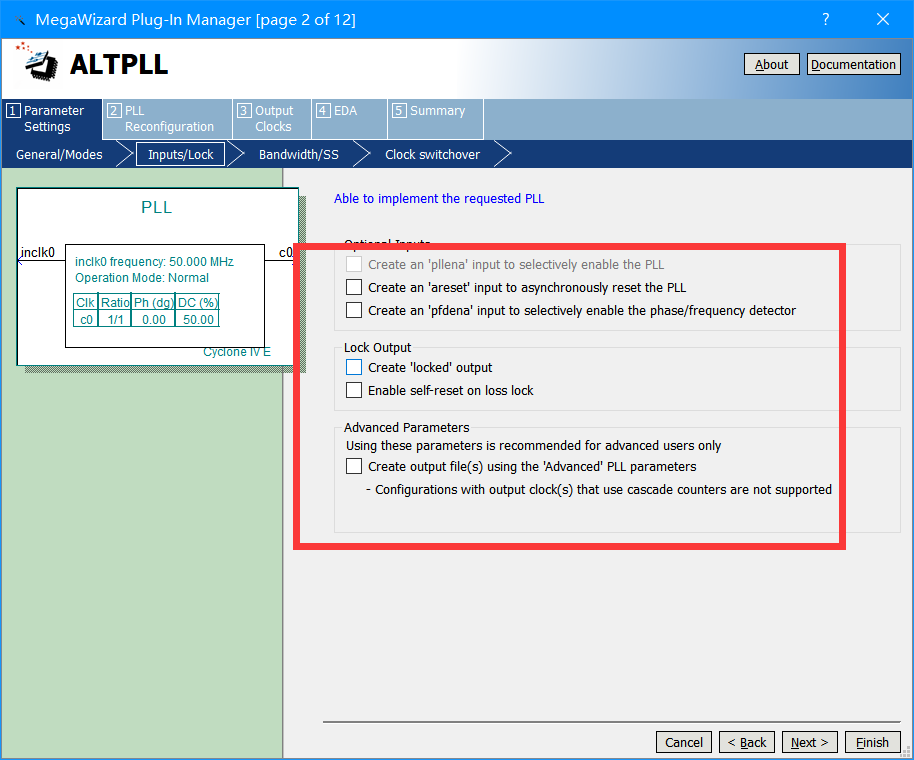 MegaWizard Plug-In Manager [page 2 of 12]
?
ALTPLL
About
Documentation
1 Parameter Settings
2 PLL Reconfiguration
3 Output Clocks
4 EDA
5 Summary
General/Modes
Inputs/Lock
Bandwidth/SS
Clock switchover
PLL
inclk0
c0
inclk0 frequency: 50.000 MHz
Operation Mode: Normal
Clk Ratio Ph (dg) DC (%)
c0 1/1 0.00 50.00
Cyclone IV E
Able to implement the requested PLL
Optional Inputs
Create an 'pllena' input to selectively enable the PLL
Create an 'areset' input to asynchronously reset the PLL
Create an 'pfdena' input to selectively enable the phase/frequency detector
Lock Output
Create 'locked' output
Enable self-reset on loss lock
Advanced Parameters
Using these parameters is recommended for advanced users only
Create output file(s) using the 'Advanced' PLL parameters
- Configurations with output clock(s) that use cascade counters are not supported
Cancel
< Back
Next >
Finish